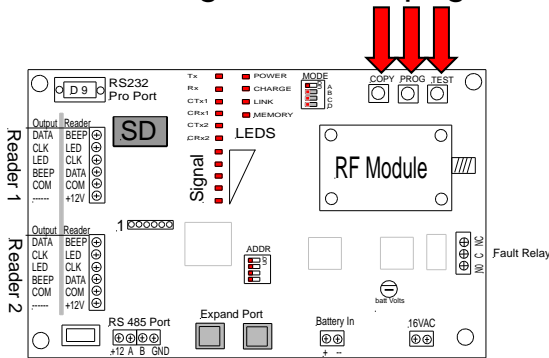 COPY PROG TEST
D 9
RS232
Pro Port
Tx
Rx
CTx1
CRx1
CTx2
CRx2
POWER
CHARGE
LINK
MEMORY
MODE
A
B
C
D
LEDS
Signal
SD
RF Module
Reader 1
Output Reader
DATA BEEP
CLK LED
LED CLK
BEEP DATA
COM COM
------ +12V
Reader 2
Output Reader
DATA BEEP
CLK LED
LED CLK
BEEP DATA
COM COM
------ +12V
1
ADDR
NO C NC
Fault Relay
batt Volts
RS 485 Port
+12 A B GND
Expand Port
Battery In
+ --
16VAC